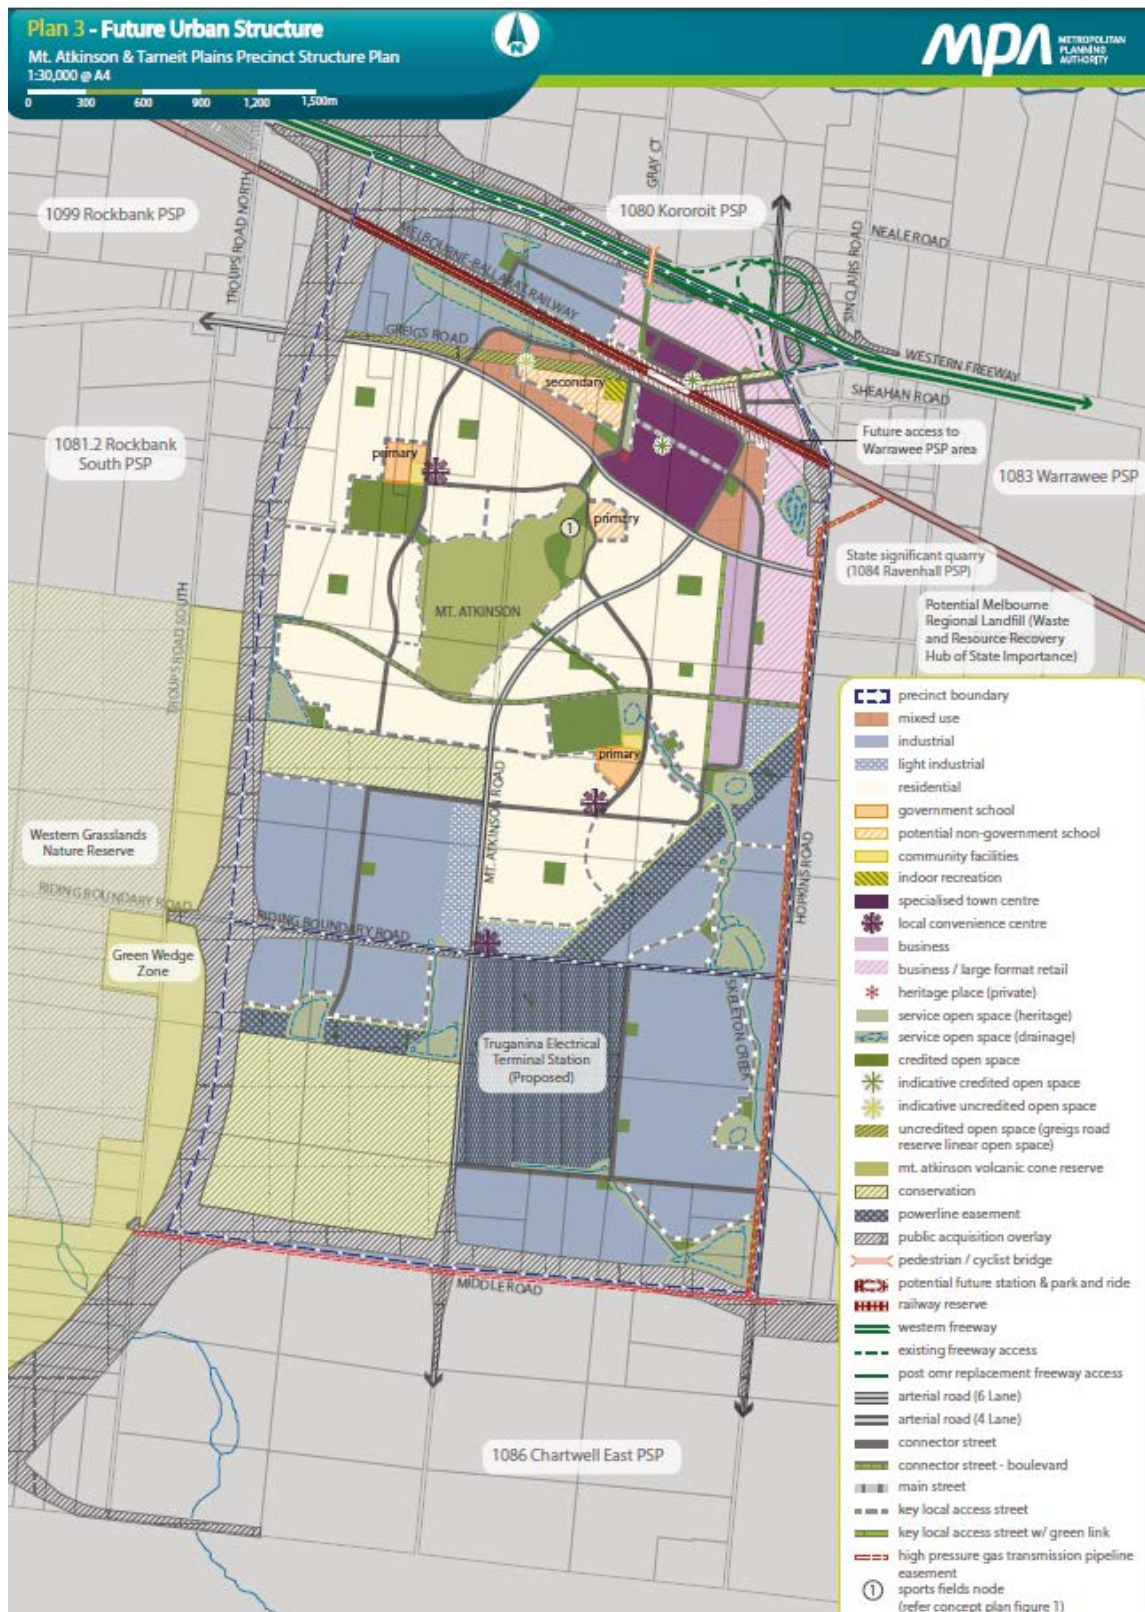 Plan 3 - Future Urban Structure
Mt. Atkinson & Tarneit Plains Precinct Structure Plan
1:30,000 @ A4
0 300 600 900 1,200 1,500m
N
MPA METROPOLITAN
PLANNING
AUTHORITY
1099 Rockbank PSP
TROUPS ROAD NORTH
GRAY CT
1080 Kororoit PSP
NEALE ROAD
SINCLAIRS ROAD
MELBOURNE-BALLARAT RAILWAY
GREIGS ROAD
WESTERN FREEWAY
SHEAHAN ROAD
secondary
Future access to
Warrawee PSP area
1081.2 Rockbank
South PSP
1083 Warrawee PSP
primary
primary
1
State significant quarry
(1084 Ravenhall PSP)
MT. ATKINSON
Potential Melbourne
Regional Landfill (Waste
and Resource Recovery
Hub of State Importance)
TROUPS ROAD SOUTH
primary
MT. ATKINSON ROAD
HOPKINS ROAD
Western Grasslands
Nature Reserve
RIDING BOUNDARY ROAD
RIDING BOUNDARY ROAD
Green Wedge
Zone
SKELETON CREEK
Truganina Electrical
Terminal Station
(Proposed)
MIDDLE ROAD
1086 Chartwell East PSP
precinct boundary
mixed use
industrial
light industrial
residential
government school
potential non-government school
community facilities
indoor recreation
specialised town centre
local convenience centre
business
business / large format retail
heritage place (private)
service open space (heritage)
service open space (drainage)
credited open space
indicative credited open space
indicative uncredited open space
uncredited open space (greigs road
reserve linear open space)
mt. atkinson volcanic cone reserve
conservation
powerline easement
public acquisition overlay
pedestrian / cyclist bridge
potential future station & park and ride
railway reserve
western freeway
existing freeway access
post omr replacement freeway access
arterial road (6 Lane)
arterial road (4 Lane)
connector street
connector street - boulevard
main street
key local access street
key local access street w/ green link
high pressure gas transmission pipeline
easement
1 sports fields node
(refer concept plan figure 1)